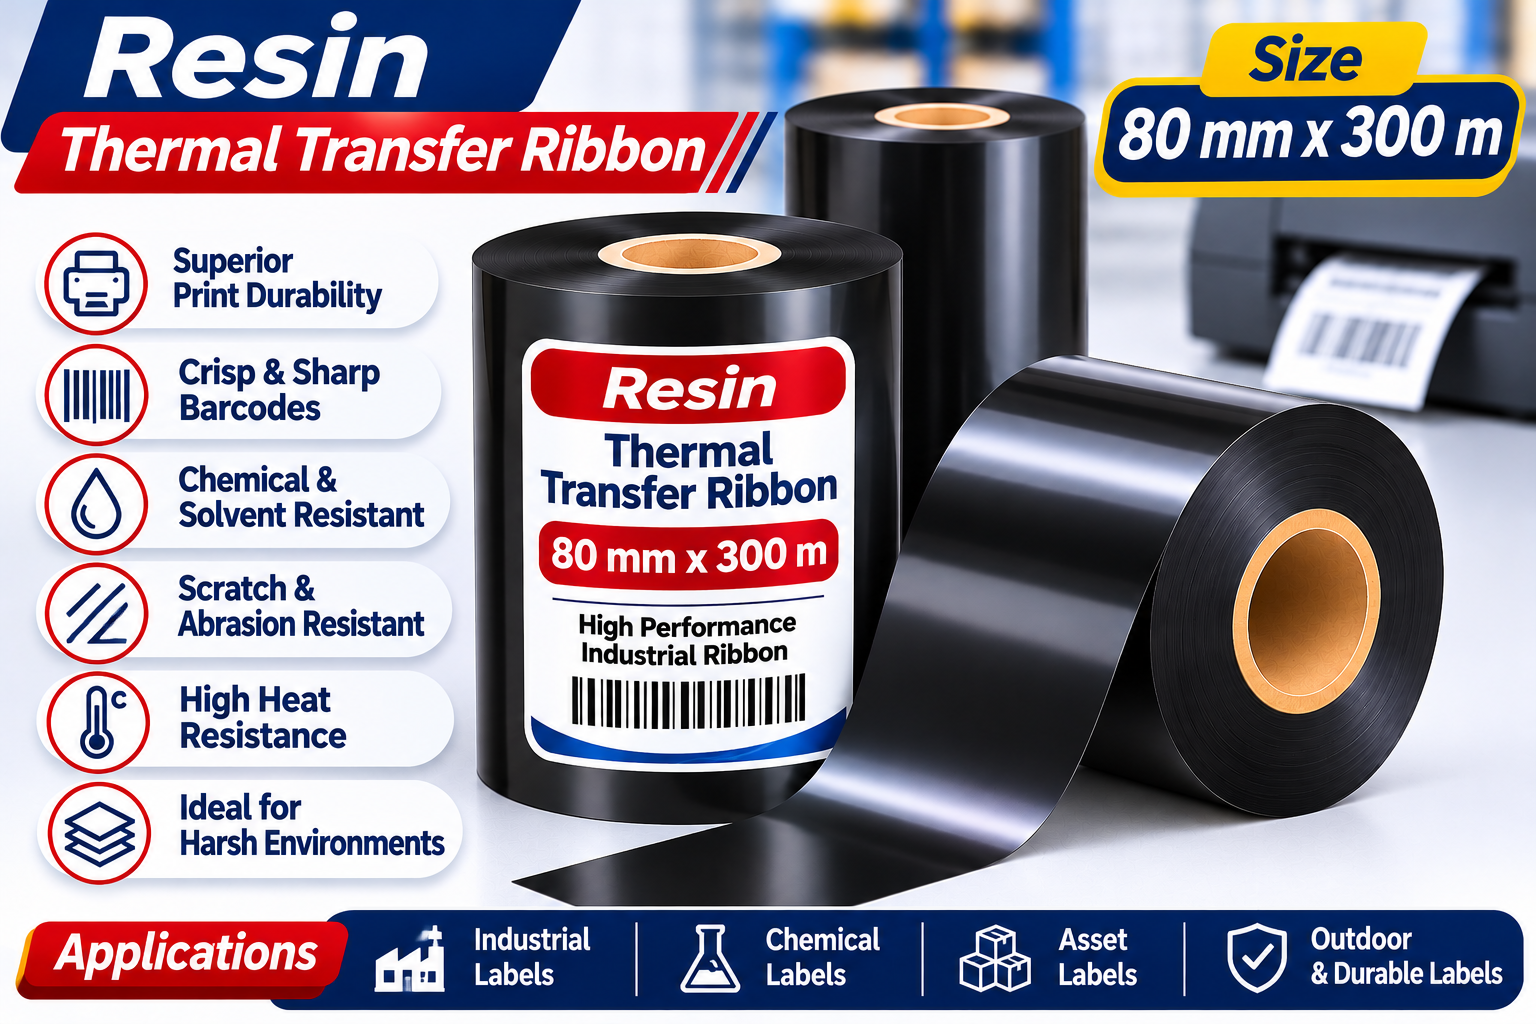 Resin
Thermal Transfer Ribbon
Size
80 mm x 300 m
Superior
Print Durability
Crisp & Sharp
Barcodes
Chemical &
Solvent Resistant
Scratch &
Abrasion Resistant
C
High Heat
Resistance
Ideal for
Harsh Environments
Resin
Thermal
Transfer Ribbon
80 mm x 300 m
High Performance
Industrial Ribbon
Applications
Industrial
Labels
Chemical
Labels
Asset
Labels
Outdoor
& Durable Labels